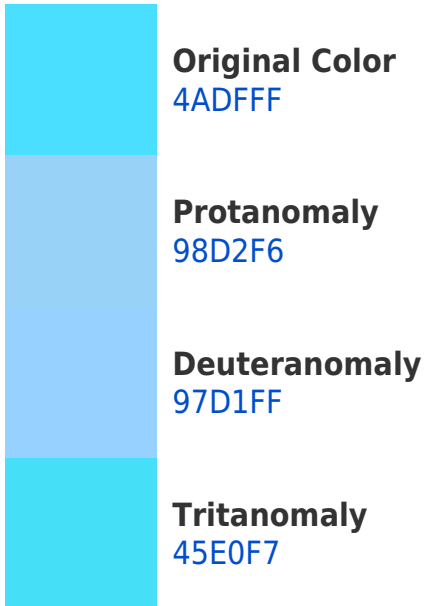 Original Color
4ADFFF
Protanomaly
98D2F6
Deuteranomaly
97D1FF
Tritanomaly
45E0F7